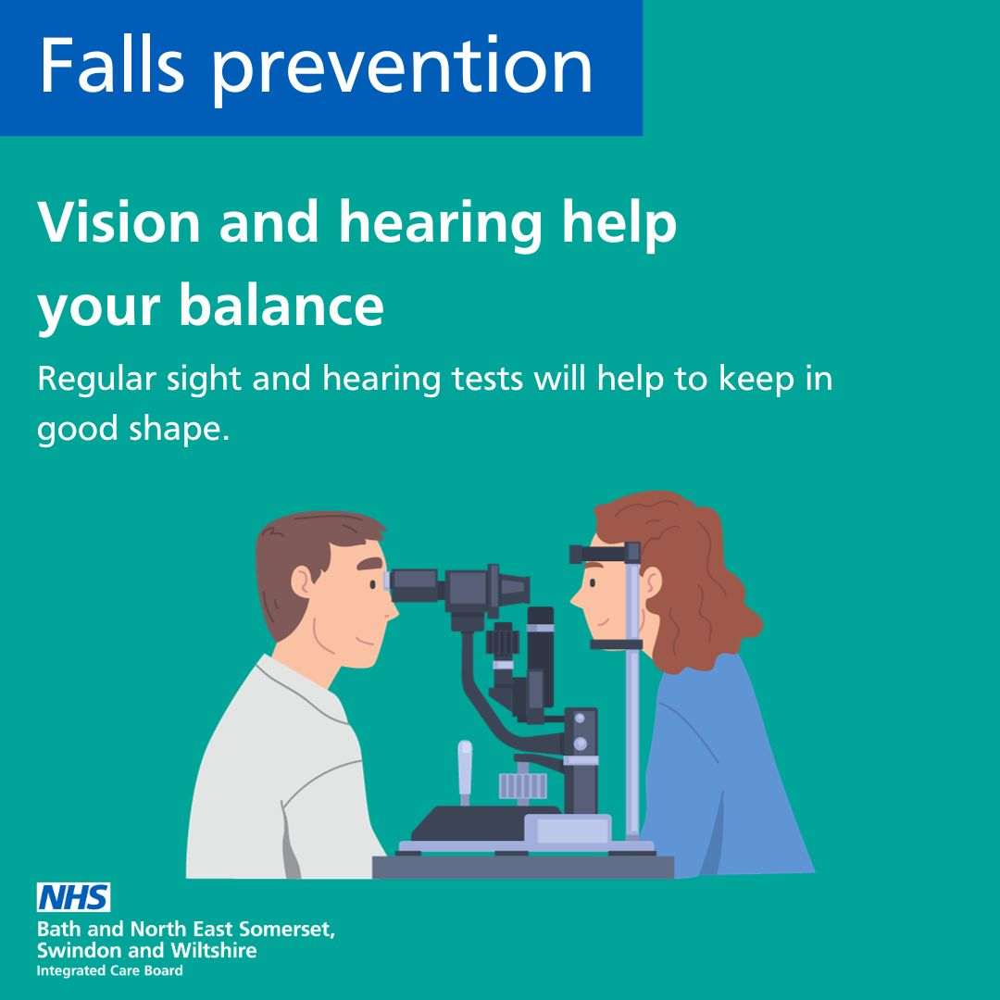 Falls prevention
Vision and hearing help
your balance
Regular sight and hearing tests will help to keep in
good shape.
NHS
Bath and North East Somerset,
Swindon and Wiltshire
Integrated Care Board